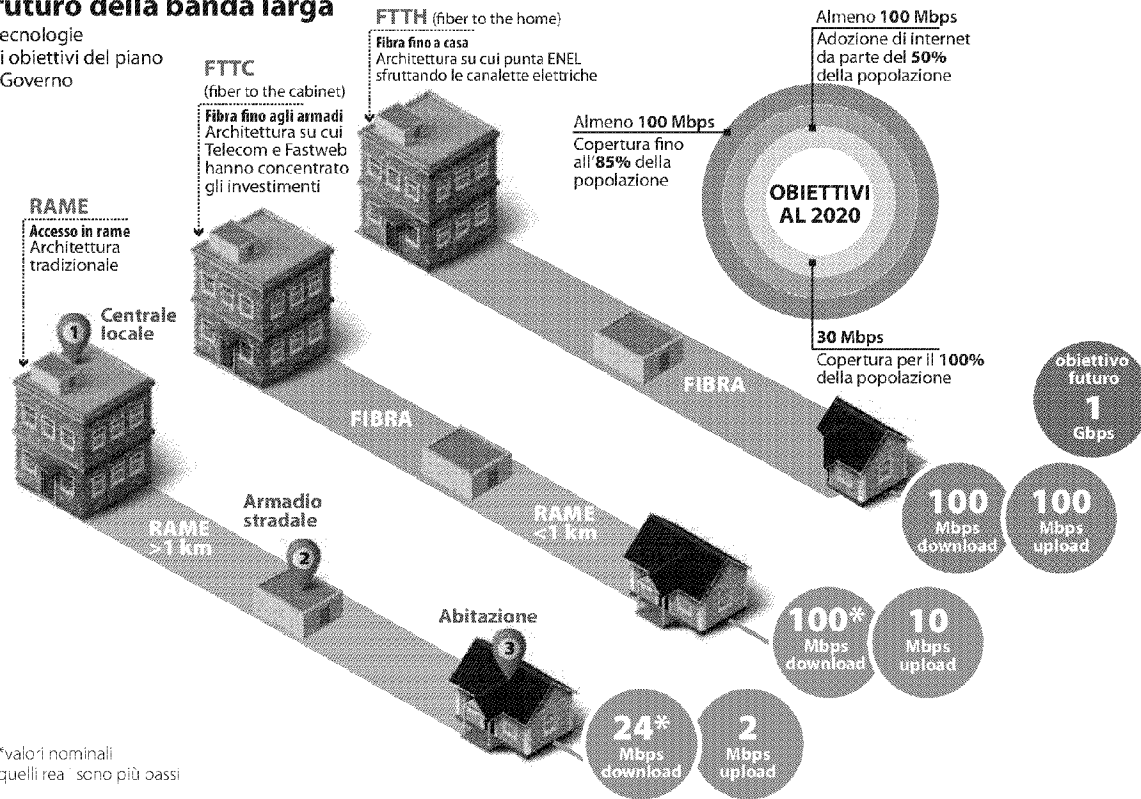 futuro della banda larga
ecnologie
i obiettivi del piano
Governo
RAME
Accesso in rame
Architettura
tradizionale
FTTC
(fiber to the cabinet)
Fibra fino agli armadi
Architettura su cui
Telecom e Fastweb
hanno concentrato
gli investimenti
FTTH (fiber to the home)
Fibra fino a casa
Architettura su cui punta ENEL
sfruttando le canalette elettriche
Almeno 100 Mbps
Adozione di internet
da parte del 50%
della popolazione
Almeno 100 Mbps
Copertura fino
all'85% della
popolazione
OBIETTIVI
AL 2020
30 Mbps
Copertura per il 100%
della popolazione
obiettivo
futuro
1
Gbps
1
Centrale
locale
RAME
>1 km
Armadio
stradale
2
Abitazione
3
FIBRA
RAME
<1 km
FIBRA
100
Mbps
download
100
Mbps
upload
100*
Mbps
download
10
Mbps
upload
24*
Mbps
download
2
Mbps
upload
*valori nominali
quelli rea sono più bassi